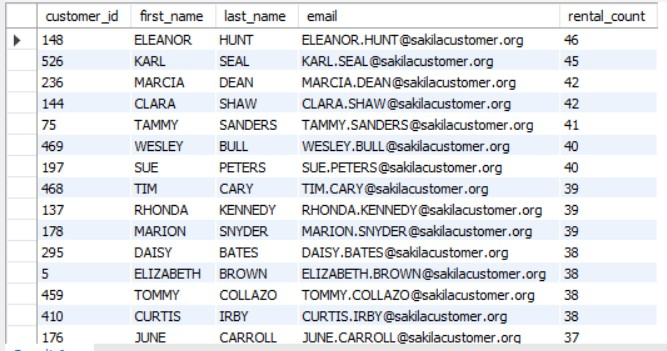 customer_id first_name last_name email rental_count
148 ELEANOR HUNT ELEANOR.HUNT@sakilacustomer.org 46
526 KARL SEAL KARL.SEAL@sakilacustomer.org 45
236 MARCIA DEAN MARCIA.DEAN@sakilacustomer.org 42
144 CLARA SHAW CLARA.SHAW@sakilacustomer.org 42
75 TAMMY SANDERS TAMMY.SANDERS@sakilacustomer.org 41
469 WESLEY BULL WESLEY.BULL@sakilacustomer.org 40
197 SUE PETERS SUE.PETERS@sakilacustomer.org 40
468 TIM CARY TIM.CARY@sakilacustomer.org 39
137 RHONDA KENNEDY RHONDA.KENNEDY@sakilacustomer.org 39
178 MARION SNYDER MARION.SNYDER@sakilacustomer.org 39
295 DAISY BATES DAISY.BATES@sakilacustomer.org 38
5 ELIZABETH BROWN ELIZABETH.BROWN@sakilacustomer.org 38
459 TOMMY COLLAZO TOMMY.COLLAZO@sakilacustomer.org 38
410 CURTIS IRBY CURTIS.IRBY@sakilacustomer.org 38
176 JUNE CARROLL JUNE.CARROLL@sakilacustomer.org 37